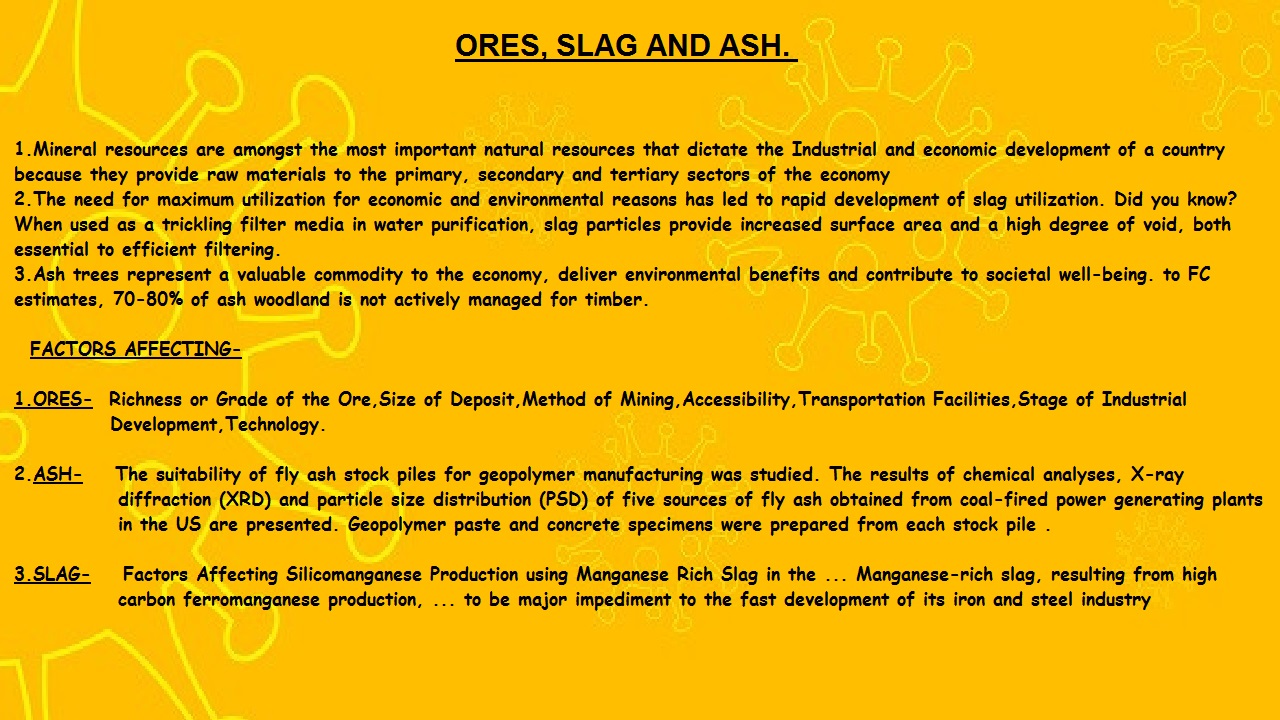 ORES, SLAG AND ASH.
1.Mineral resources are amongst the most important natural resources that dictate the Industrial and economic development of a country
because they provide raw materials to the primary, secondary and tertiary sectors of the economy
2.The need for maximum utilization for economic and environmental reasons has led to rapid development of slag utilization. Did you know?
When used as a trickling filter media in water purification, slag particles provide increased surface area and a high degree of void, both
essential to efficient filtering.
3.Ash trees represent a valuable commodity to the economy, deliver environmental benefits and contribute to societal well-being. to FC
estimates, 70-80% of ash woodland is not actively managed for timber.
FACTORS AFFECTING-
1.ORES- Richness or Grade of the Ore,Size of Deposit,Method of Mining,Accessibility,Transportation Facilities,Stage of Industrial
Development,Technology.
2.ASH- The suitability of fly ash stock piles for geopolymer manufacturing was studied. The results of chemical analyses, X-ray
diffraction (XRD) and particle size distribution (PSD) of five sources of fly ash obtained from coal-fired power generating plants
in the US are presented. Geopolymer paste and concrete specimens were prepared from each stock pile .
3.SLAG- Factors Affecting Silicomanganese Production using Manganese Rich Slag in the ... Manganese-rich slag, resulting from high
carbon ferromanganese production, ... to be major impediment to the fast development of its iron and steel industry